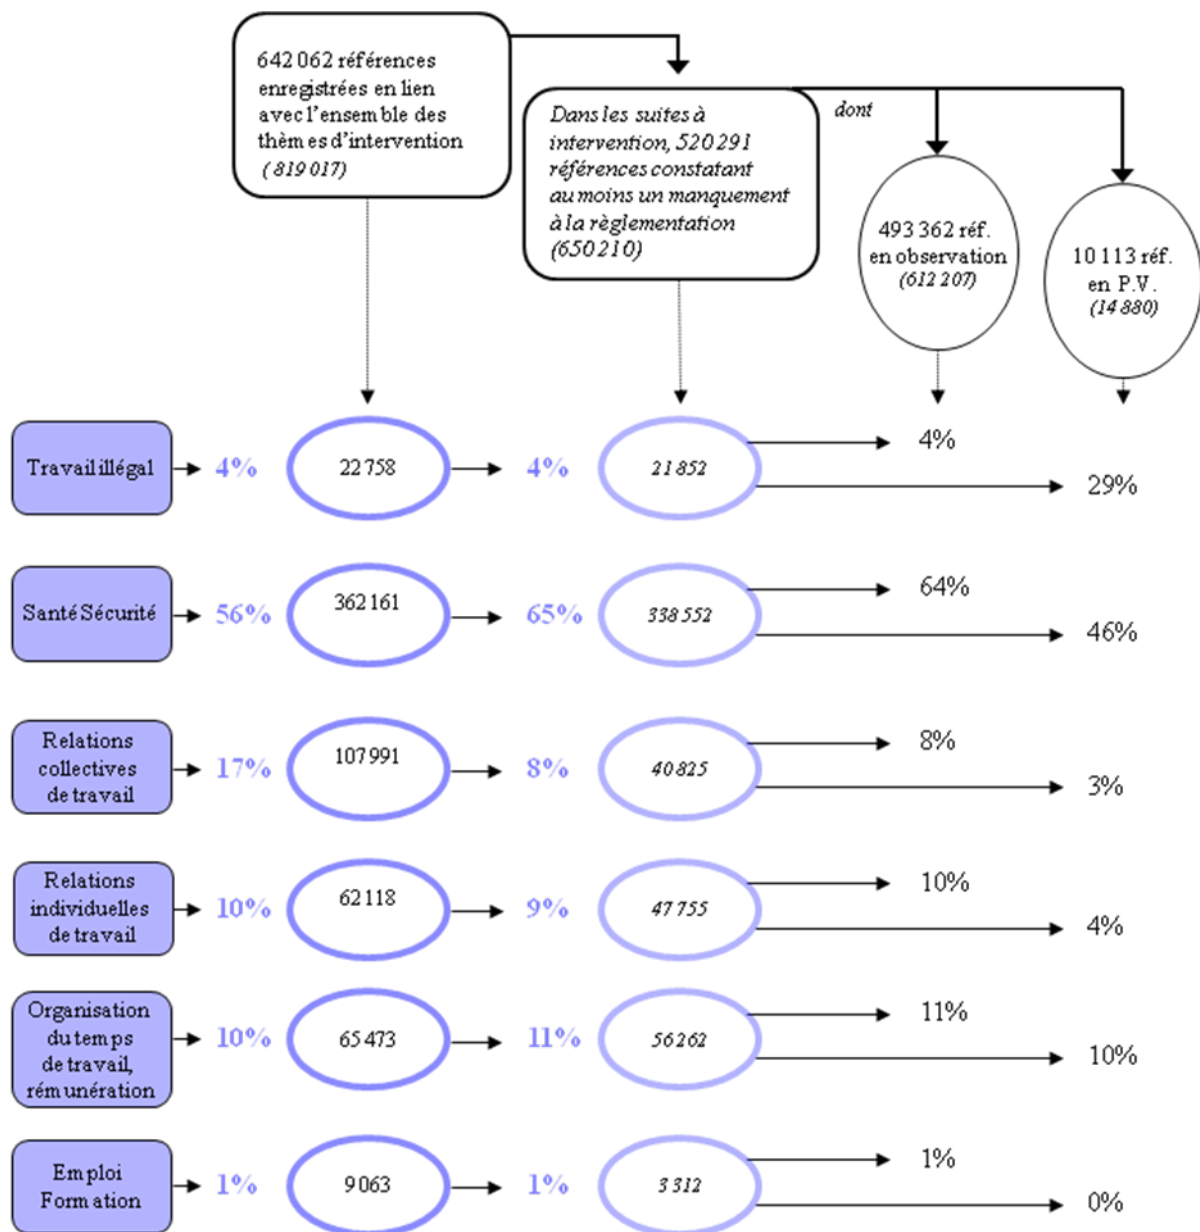 642 062 références
enregistrées en lien
avec l'ensemble des
thèmes d'intervention
(819 017)
Dans les suites à
intervention, 520 291
références constatant
au moins un manquement
à la règlementation
(650 210)
dont
493 362 réf.
en observation
(612 207)
10 113 réf.
en P.V.
(14 880)
Travail illégal
4%
22 758
4%
21 852
4%
29%
Santé Sécurité
56%
362 161
65%
338 552
64%
46%
Relations
collectives
de travail
17%
107 991
8%
40 825
8%
3%
Relations
individuelles
de travail
10%
62 118
9%
47 755
10%
4%
Organisation
du temps
de travail,
rémunération
10%
65 473
11%
56 262
11%
10%
Emploi
Formation
1%
9 063
1%
3 312
1%
0%